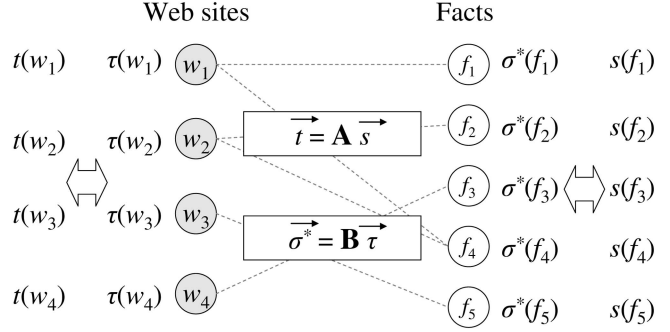 Web sites Facts
t(w₁) τ(w₁) w₁ f₁ σ*(f₁) s(f₁)
t(w₂) τ(w₂) w₂ t⃗ = A s⃗ f₂ σ*(f₂) s(f₂)
f₃ σ*(f₃) s(f₃)
t(w₃) τ(w₃) w₃
σ⃗* = B τ⃗ f₄ σ*(f₄) s(f₄)
t(w₄) τ(w₄) w₄ f₅ σ*(f₅) s(f₅)